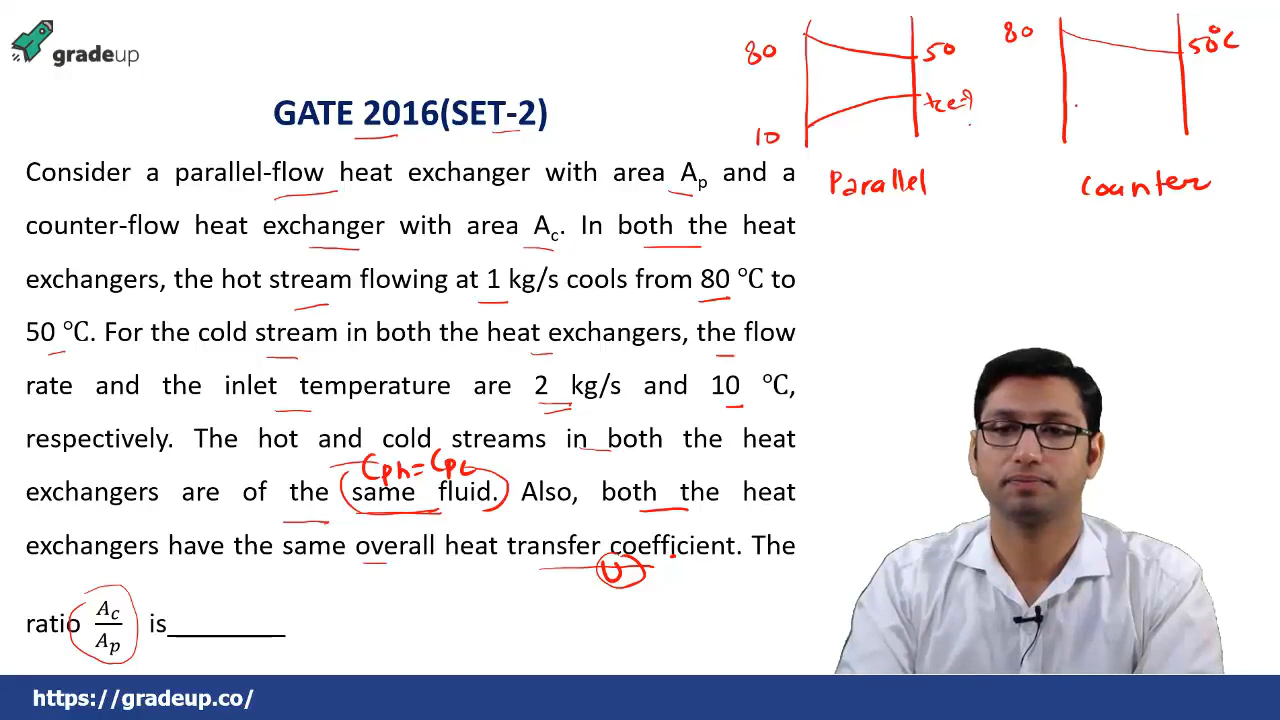 gradeup
GATE 2016(SET-2)
Consider a parallel-flow heat exchanger with area Ap and a
counter-flow heat exchanger with area Ac. In both the heat
exchangers, the hot stream flowing at 1 kg/s cools from 80 °C to
50 °C. For the cold stream in both the heat exchangers, the flow
rate and the inlet temperature are 2 kg/s and 10 °C,
respectively. The hot and cold streams in both the heat
Cph = Cpc
exchangers are of the same fluid. Also, both the heat
exchangers have the same overall heat transfer coefficient. The
U
ratio Ac/Ap is________
80
50
tce=?
10
Parallel
80
50°C
Counter
https://gradeup.co/